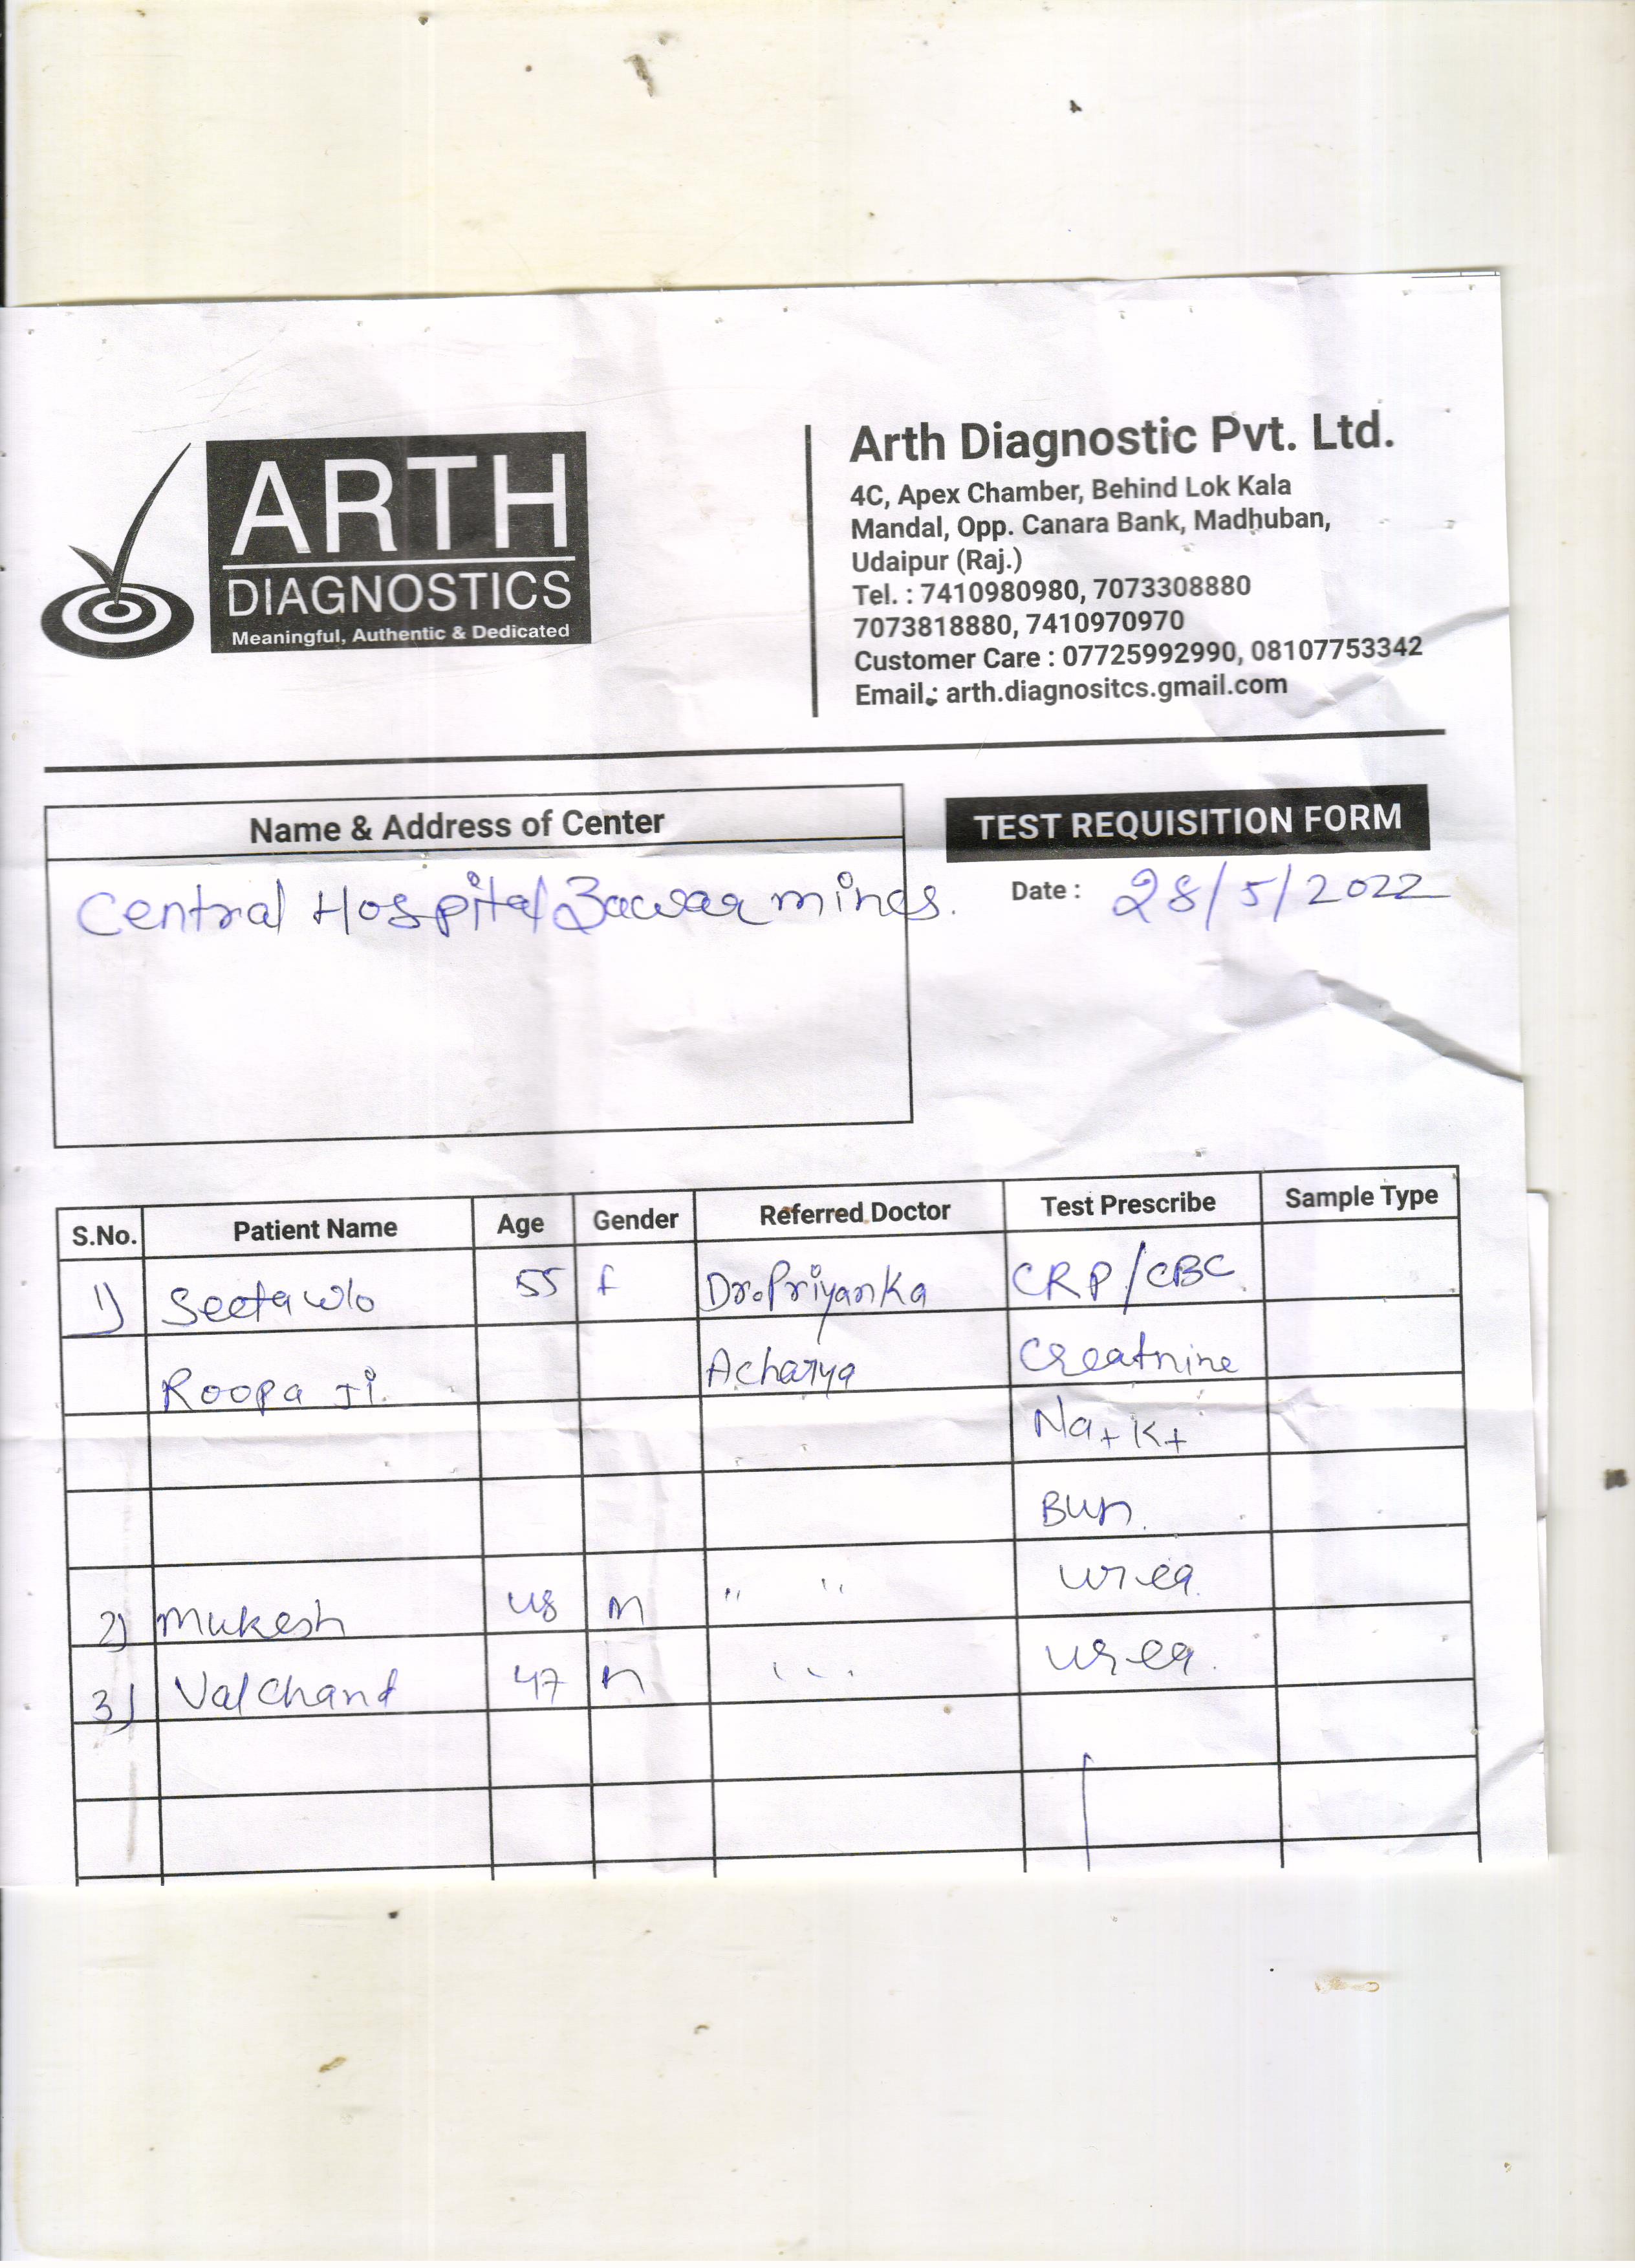 ARTH
DIAGNOSTICS
Meaningful, Authentic & Dedicated
Arth Diagnostic Pvt. Ltd.
4C, Apex Chamber, Behind Lok Kala
Mandal, Opp. Canara Bank, Madhuban,
Udaipur (Raj.)
Tel. : 7410980980, 7073308880
7073818880, 7410970970
Customer Care : 07725992990, 08107753342
Email.: arth.diagnositcs.gmail.com
Name & Address of Center
TEST REQUISITION FORM
Central Hospital Zawar mines.
Date : 28/5/2022
S.No. Patient Name Age Gender Referred Doctor Test Prescribe Sample Type
1) Seeta w/o 55 f Dr. Priyanka CRP/CBC
Roopa Ji. Acharya Creatnine
Na+ K+
Bun.
2) Mukesh 48 m " " urea.
3) Valchand 47 m urea.